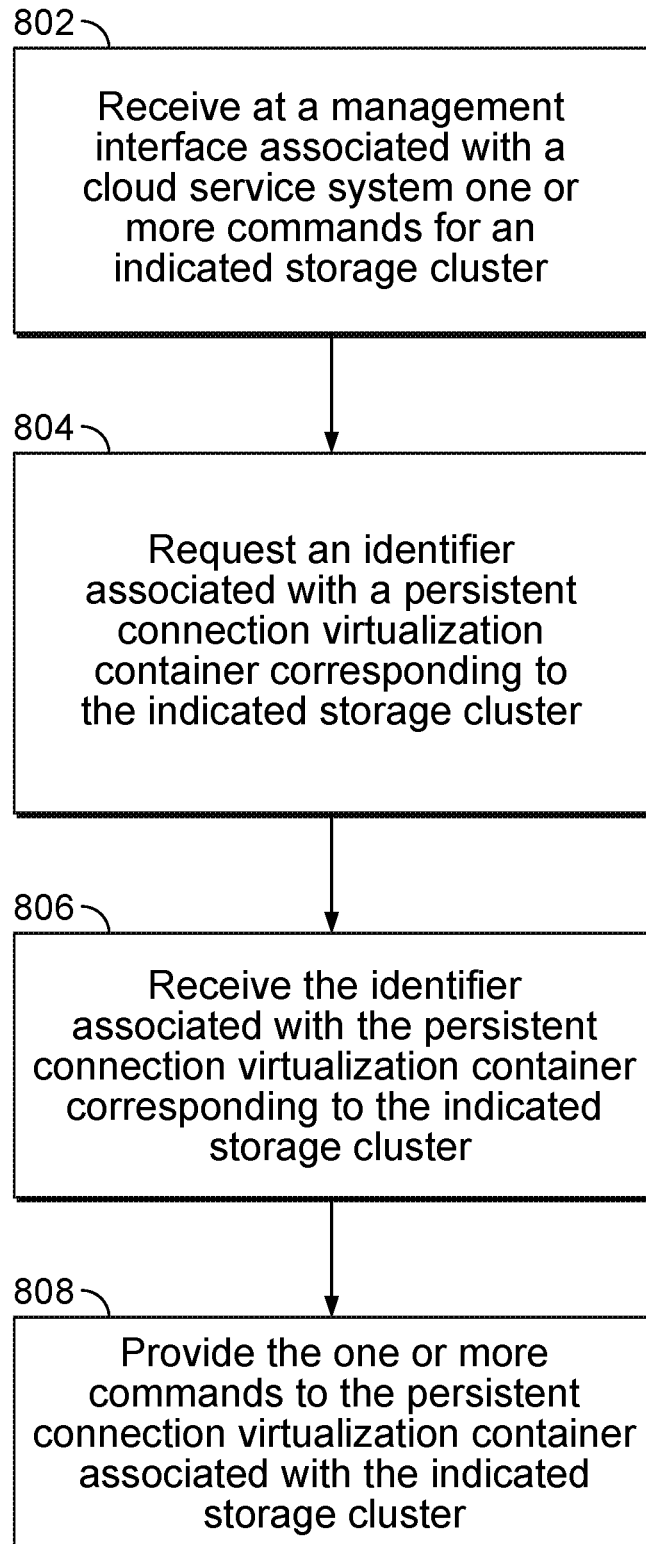 802
Receive at a management
interface associated with a
cloud service system one or
more commands for an
indicated storage cluster
804
Request an identifier
associated with a persistent
connection virtualization
container corresponding to
the indicated storage cluster
806
Receive the identifier
associated with the persistent
connection virtualization container
corresponding to the indicated
storage cluster
808
Provide the one or more
commands to the persistent
connection virtualization container
associated with the indicated
storage cluster